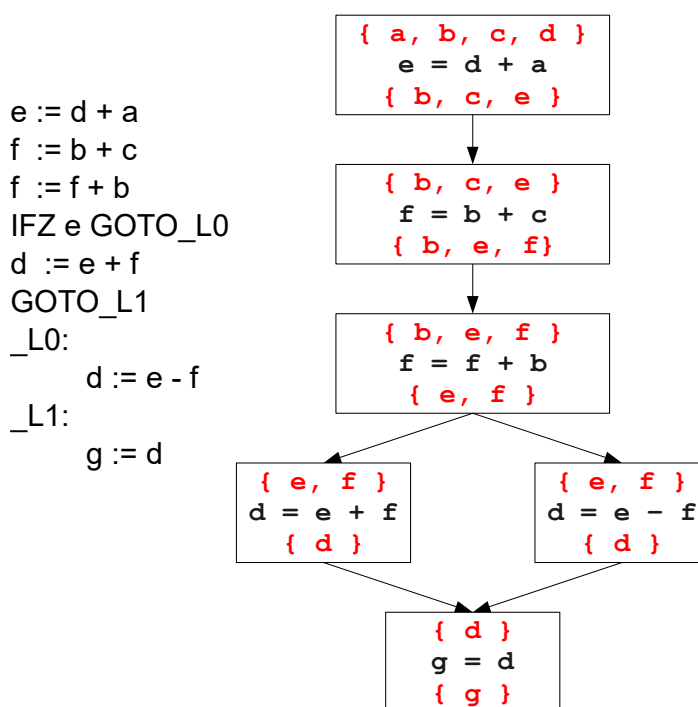 e := d + a
f := b + c
f := f + b
IFZ e GOTO_L0
d := e + f
GOTO_L1
_L0:
d := e - f
_L1:
g := d
{ a, b, c, d }
e = d + a
{ b, c, e }
{ b, c, e }
f = b + c
{ b, e, f}
{ b, e, f }
f = f + b
{ e, f }
{ e, f }
d = e + f
{ d }
{ e, f }
d = e − f
{ d }
{ d }
g = d
{ g }